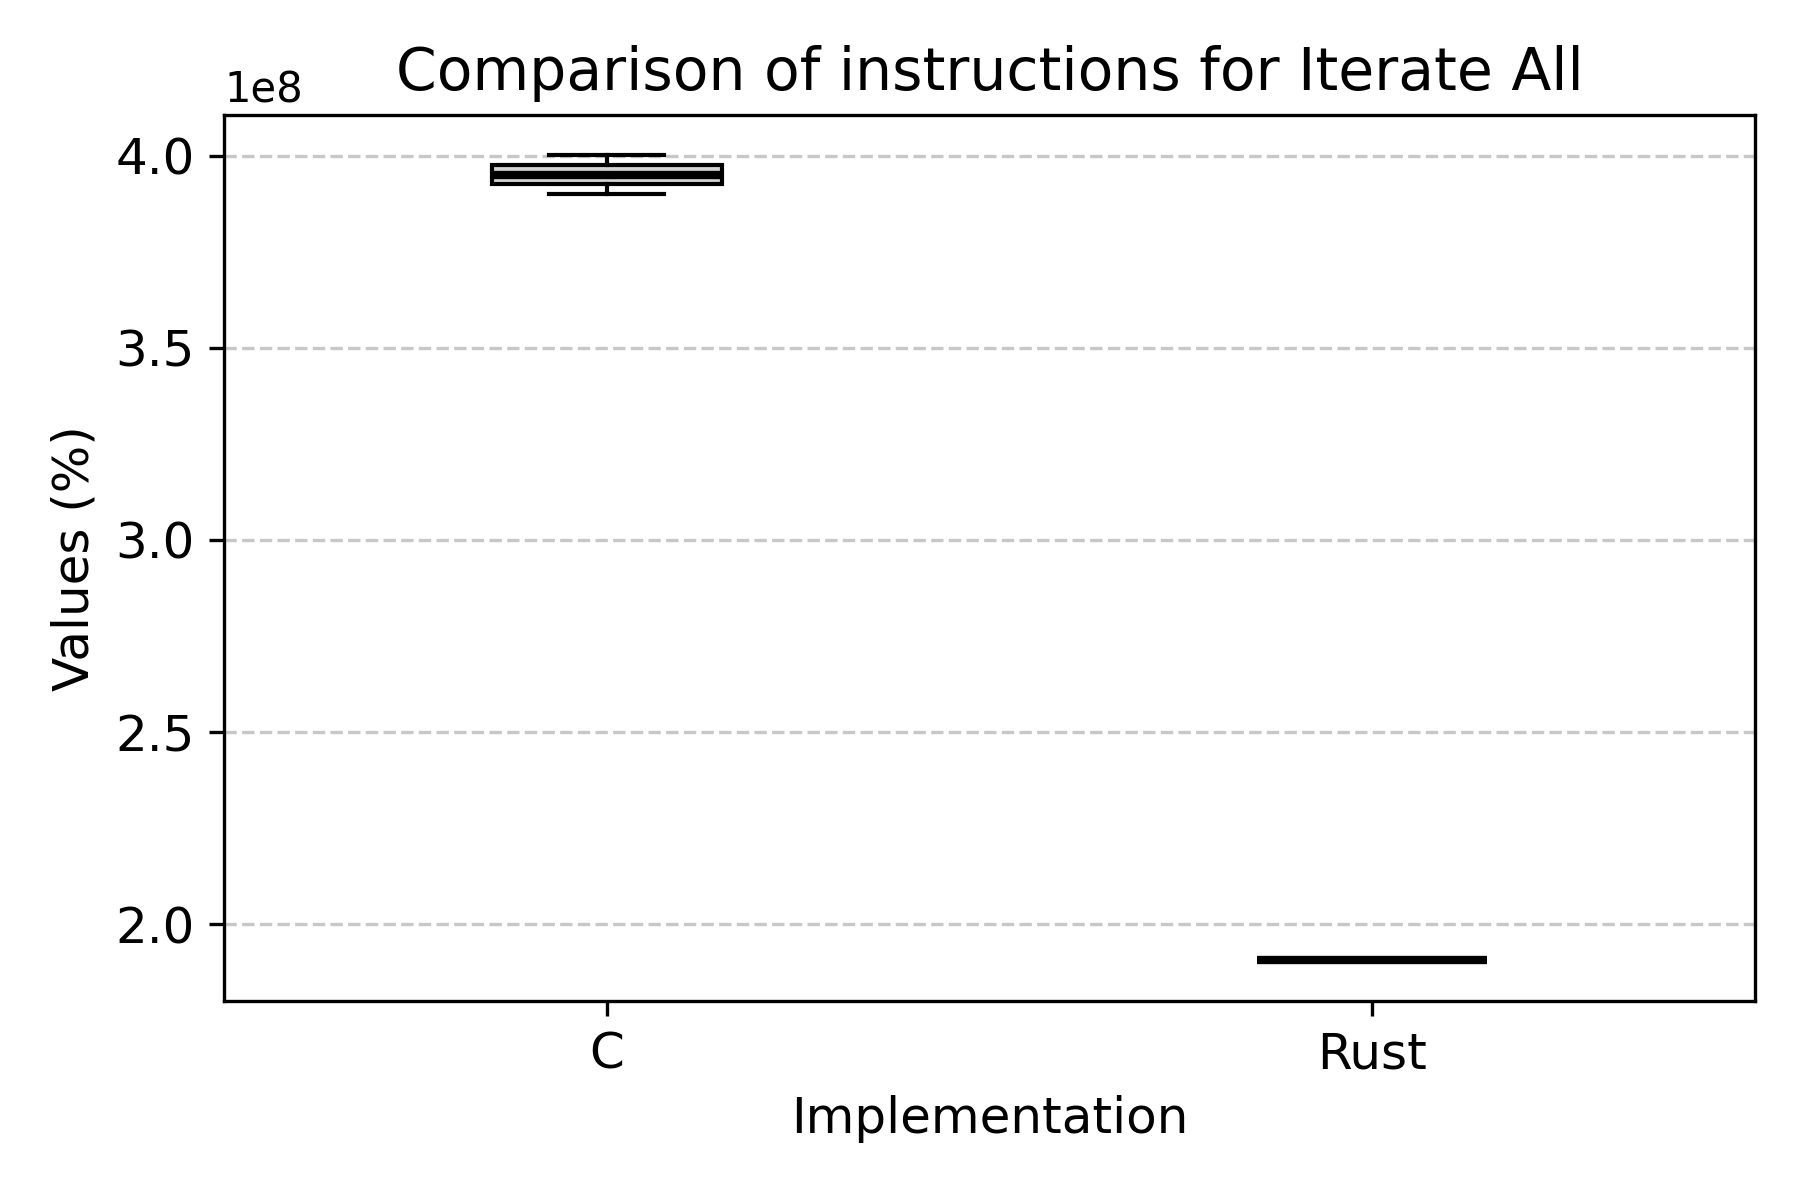 Comparison of instructions for Iterate All
1e8
4.0
3.5
3.0
2.5
2.0
Values (%)
C
Rust
Implementation